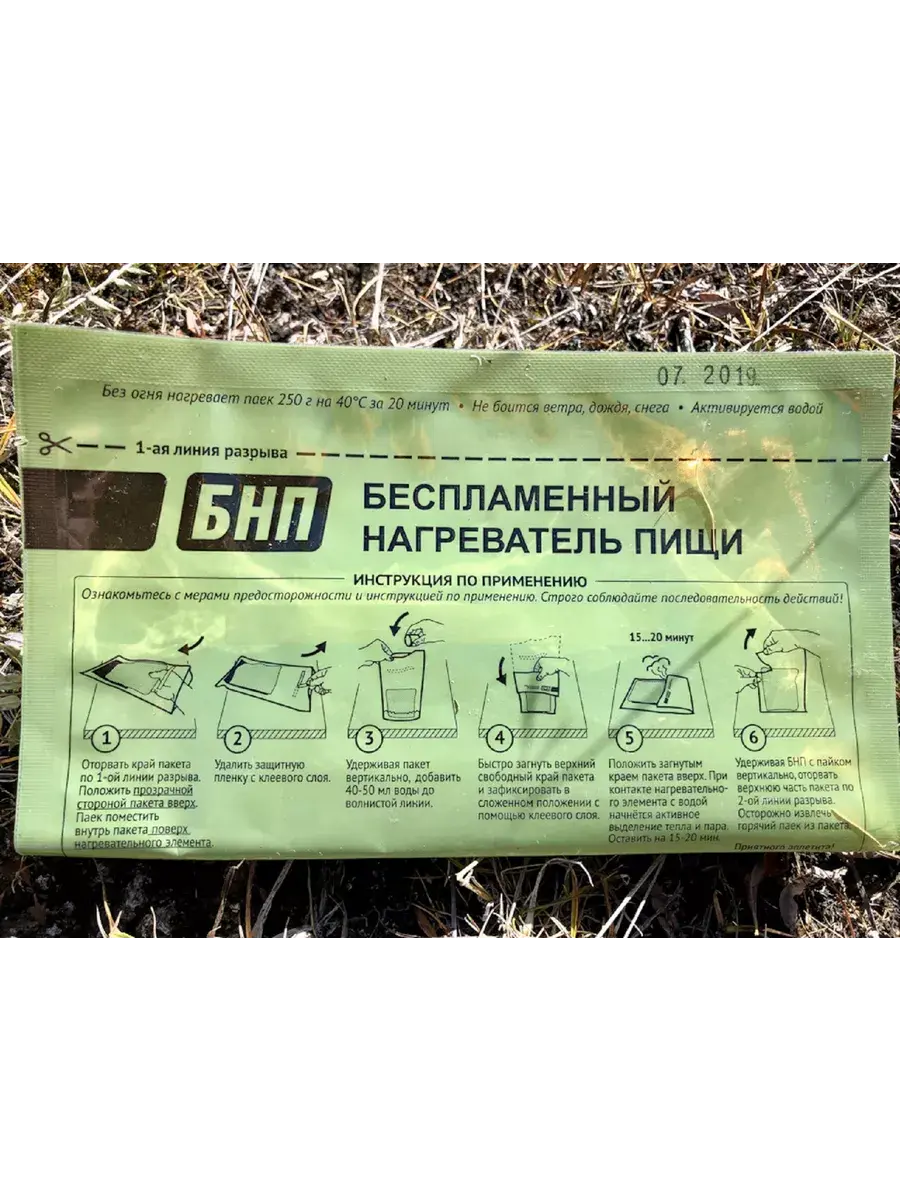 07. 2019
Без огня нагревает паек 250 г на 40°С за 20 минут • Не боится ветра, дождя, снега • Активируется водой
1-ая линия разрыва
БНП
БЕСПЛАМЕННЫЙ
НАГРЕВАТЕЛЬ ПИЩИ
ИНСТРУКЦИЯ ПО ПРИМЕНЕНИЮ
Ознакомьтесь с мерами предосторожности и инструкцией по применению. Строго соблюдайте последовательность действий!
1
Оторвать край пакета
по 1-ой линии разрыва.
Положить прозрачной
стороной пакета вверх.
Паек поместить
внутрь пакета поверх
нагревательного элемента.
2
Удалить защитную
пленку с клеевого слоя.
3
Удерживая пакет
вертикально, добавить
40-50 мл воды до
волнистой линии.
4
Быстро загнуть верхний
свободный край пакета
и зафиксировать в
сложенном положении с
помощью клеевого слоя.
15...20 минут
5
Положить загнутым
краем пакета вверх. При
контакте нагревательно-
го элемента с водой
начнётся активное
выделение тепла и пара.
Оставить на 15-20 мин.
6
Удерживая БНП с пайком
вертикально, оторвать
верхнюю часть пакета по
2-ой линии разрыва.
Осторожно извлечь
горячий паек из пакета.
Приятного аппетита!